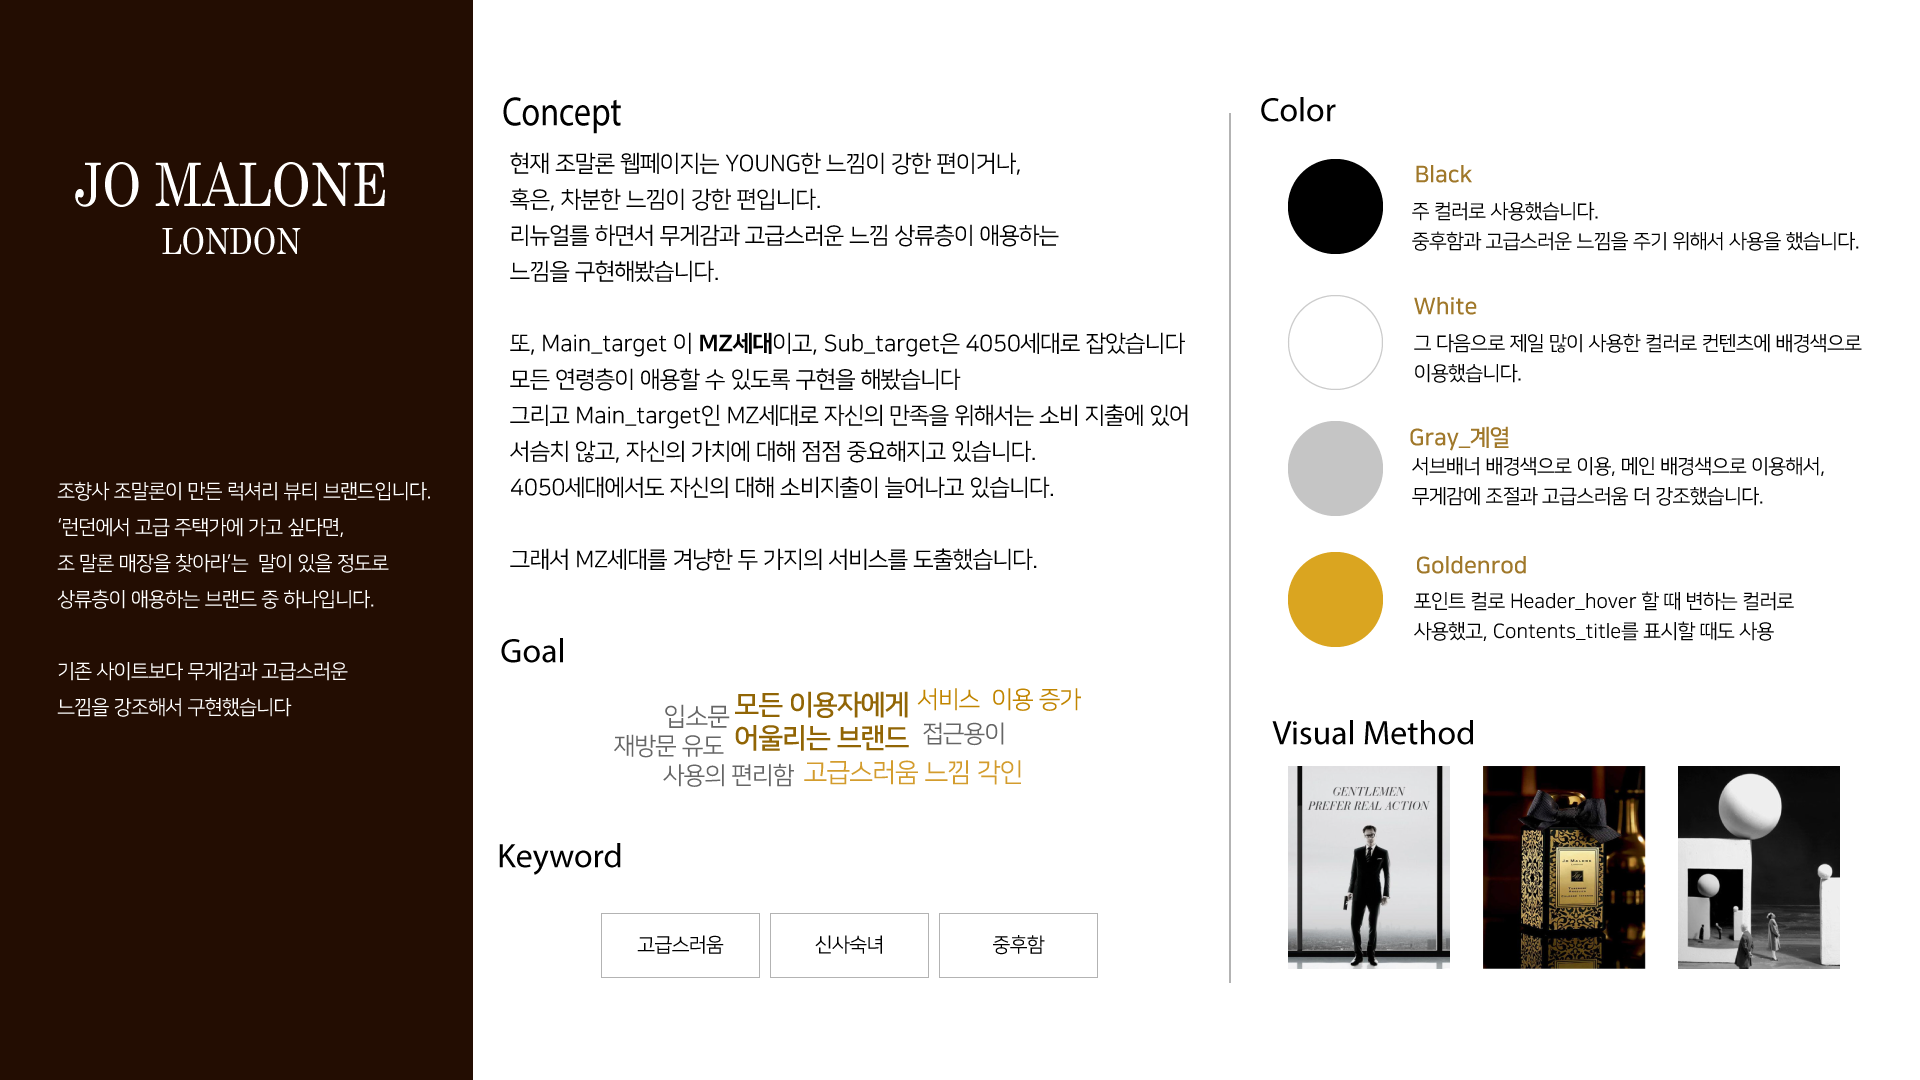 JO MALONE
LONDON
조향사 조말론이 만든 럭셔리 뷰티 브랜드입니다.
'런던에서 고급 주택가에 가고 싶다면,
조 말론 매장을 찾아라'는 말이 있을 정도로
상류층이 애용하는 브랜드 중 하나입니다.
기존 사이트보다 무게감과 고급스러운
느낌을 강조해서 구현했습니다
Concept
현재 조말론 웹페이지는 YOUNG한 느낌이 강한 편이거나,
혹은, 차분한 느낌이 강한 편입니다.
리뉴얼를 하면서 무게감과 고급스러운 느낌 상류층이 애용하는
느낌을 구현해봤습니다.
또, Main_target 이 MZ세대이고, Sub_target은 4050세대로 잡았습니다
모든 연령층이 애용할 수 있도록 구현을 해봤습니다
그리고 Main_target인 MZ세대로 자신의 만족을 위해서는 소비 지출에 있어
서슴치 않고, 자신의 가치에 대해 점점 중요해지고 있습니다.
4050세대에서도 자신의 대해 소비지출이 늘어나고 있습니다.
그래서 MZ세대를 겨냥한 두 가지의 서비스를 도출했습니다.
Goal
입소문
모든 이용자에게
서비스 이용 증가
재방문 유도
어울리는 브랜드
접근용이
사용의 편리함
고급스러움 느낌 각인
Keyword
고급스러움
신사숙녀
중후함
Color
Black
주 컬러로 사용했습니다.
중후함과 고급스러운 느낌을 주기 위해서 사용을 했습니다.
White
그 다음으로 제일 많이 사용한 컬러로 컨텐츠에 배경색으로
이용했습니다.
Gray_계열
서브배너 배경색으로 이용, 메인 배경색으로 이용해서,
무게감에 조절과 고급스러움 더 강조했습니다.
Goldenrod
포인트 컬로 Header_hover 할 때 변하는 컬러로
사용했고, Contents_title를 표시할 때도 사용
Visual Method
GENTLEMEN
PREFER REAL ACTION
JO MALONE